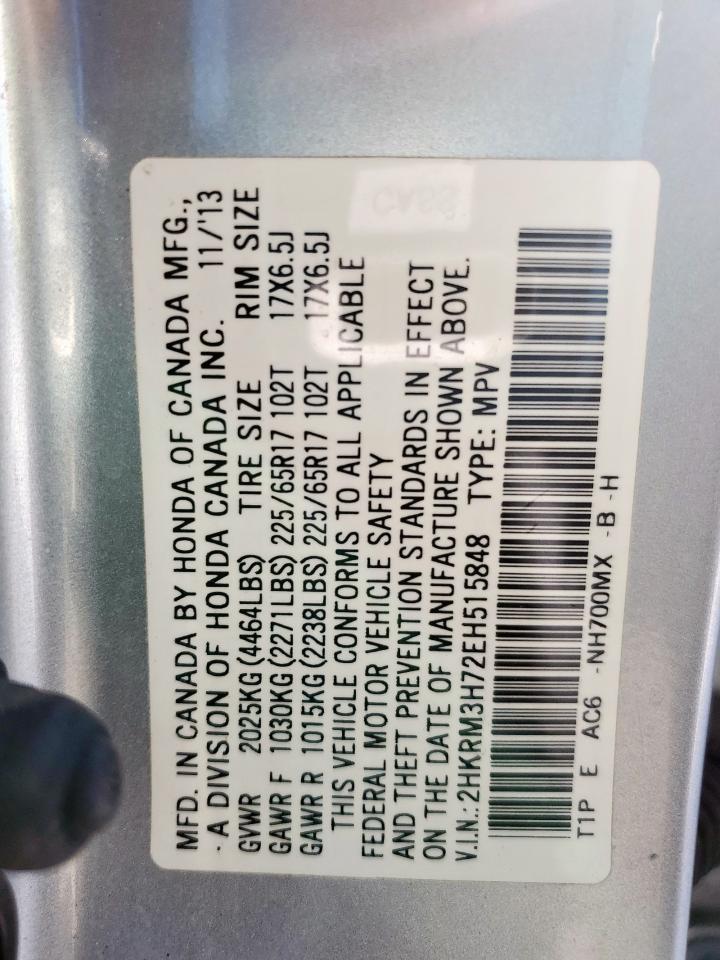 MFD. IN CANADA BY HONDA OF CANADA MFG.,
- A DIVISION OF HONDA CANADA INC. 11/'13
GVWR 2025KG(4464LBS) TIRE SIZE RIM SIZE
GAWR F 1030KG(2271LBS) 225/65R17 102T 17X6.5J
GAWR R 1015KG(2238LBS) 225/65R17 102T 17X6.5J
THIS VEHICLE CONFORMS TO ALL APPLICABLE
FEDERAL MOTOR VEHICLE SAFETY
AND THEFT PREVENTION STANDARDS IN EFFECT
ON THE DATE OF MANUFACTURE SHOWN ABOVE.
V.I.N.: 2HKRM3H72EH515848 TYPE: MPV
T1P E AC6 -NH700MX -B -H